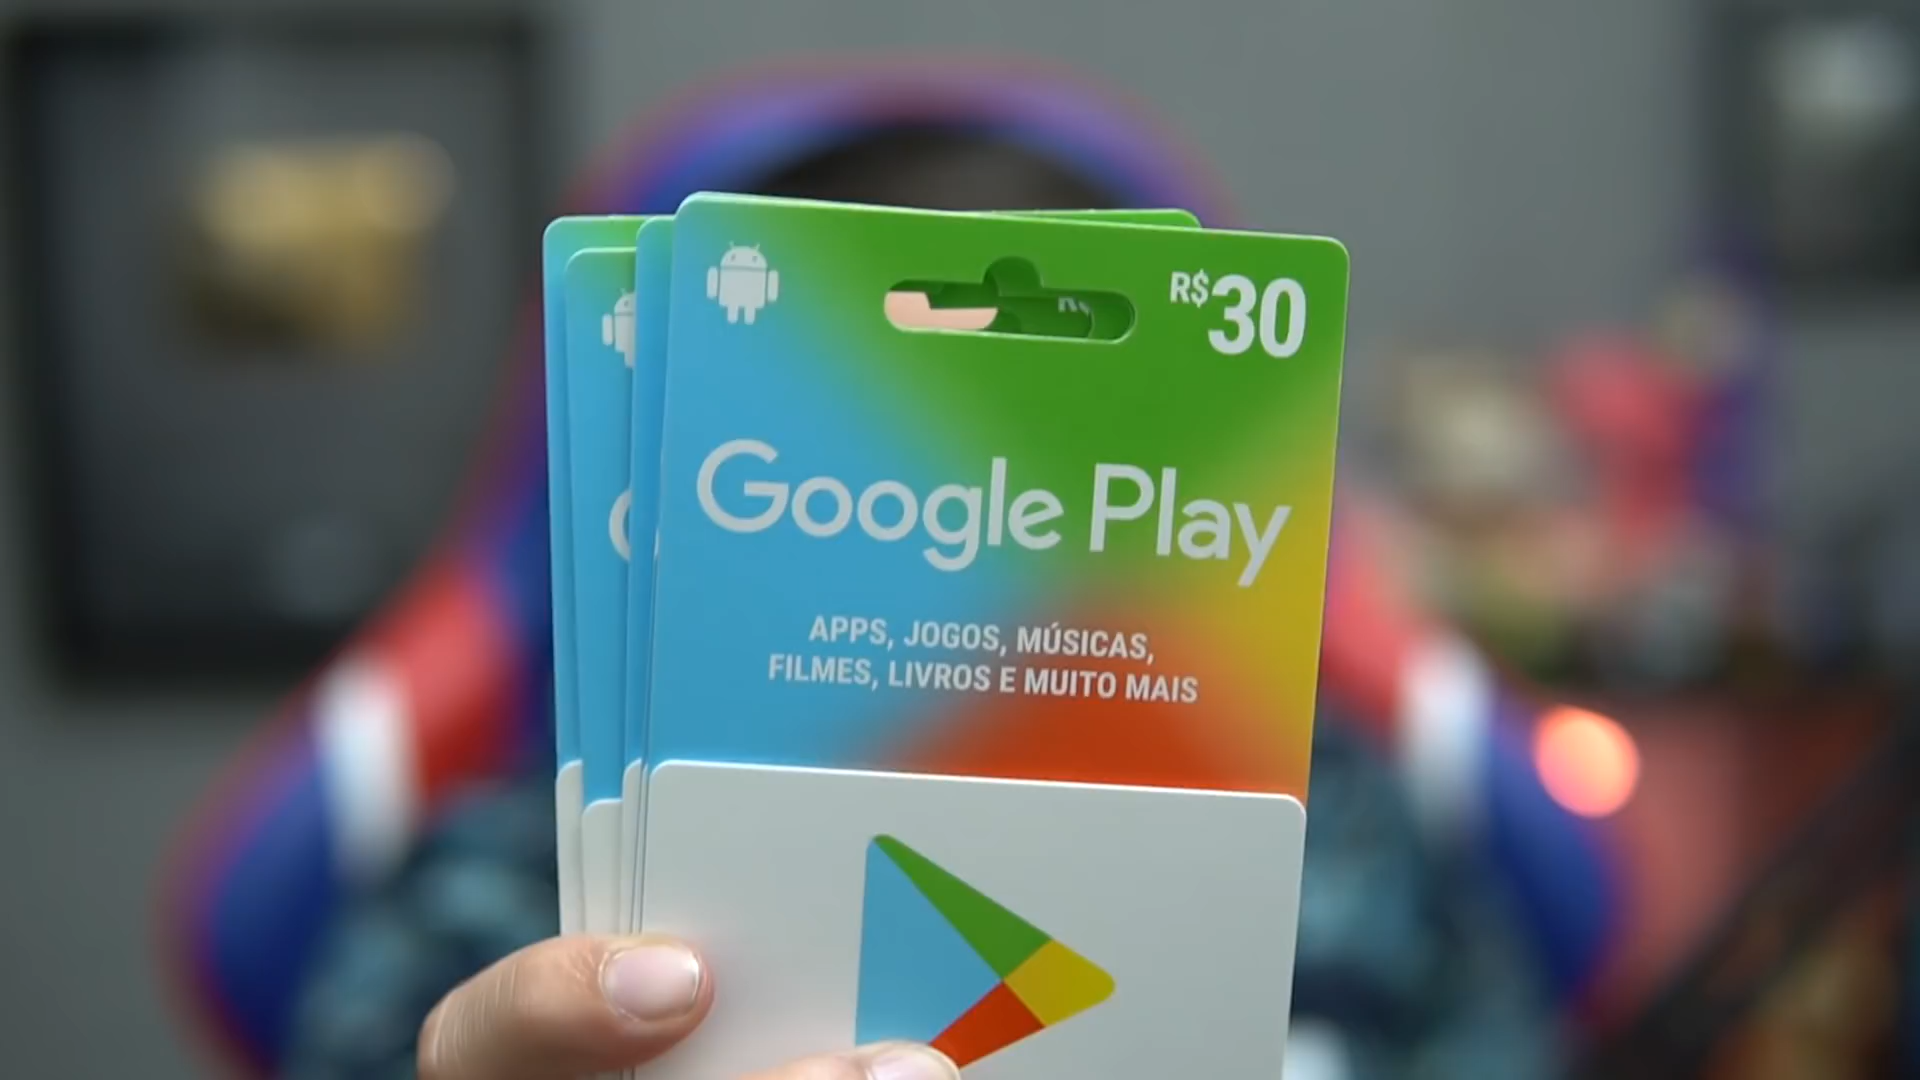 R$30
Google Play
APPS, JOGOS, MÚSICAS,
FILMES, LIVROS E MUITO MAIS